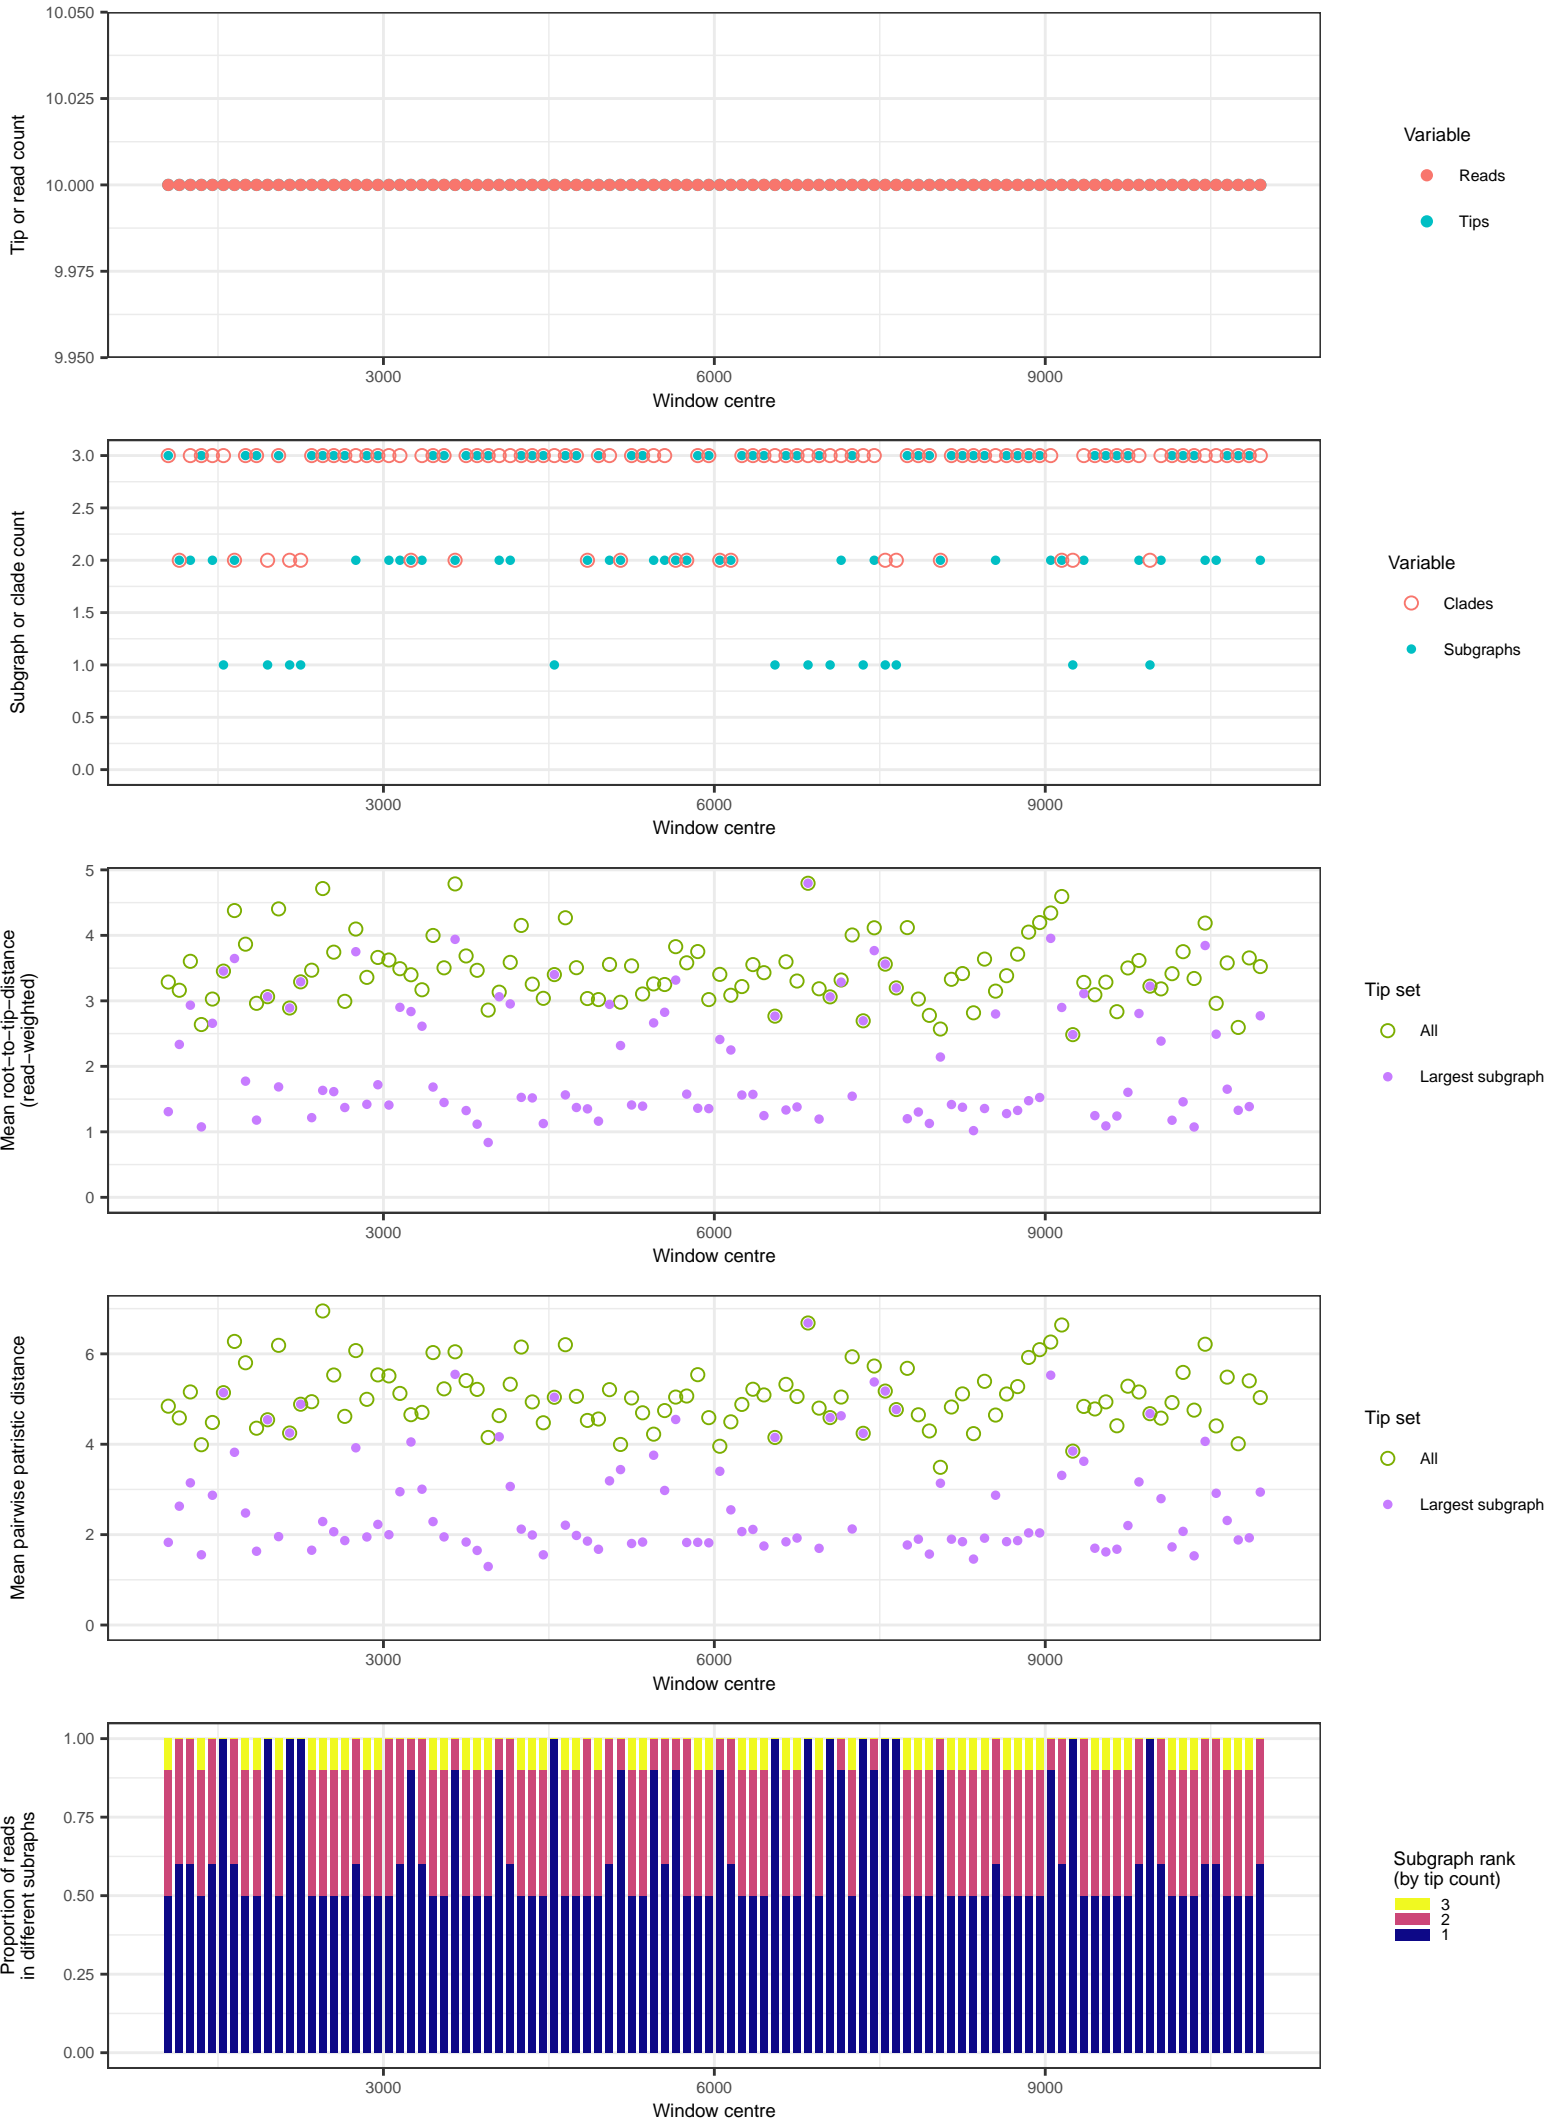 10.050
10.025
10.000
9.975
9.950
Tip or read count
3000 6000 9000
Window centre
Variable
Reads
Tips
3.0
2.5
2.0
1.5
1.0
0.5
0.0
Subgraph or clade count
3000 6000 9000
Window centre
Variable
Clades
Subgraphs
5
4
3
2
1
0
Mean root−to−tip−distance
(read−weighted)
3000 6000 9000
Window centre
Tip set
All
Largest subgraph
6
4
2
0
Mean pairwise patristic distance
3000 6000 9000
Window centre
Tip set
All
Largest subgraph
1.00
0.75
0.50
0.25
0.00
Proportion of reads
in different subraphs
3000 6000 9000
Window centre
Subgraph rank
(by tip count)
3
2
1